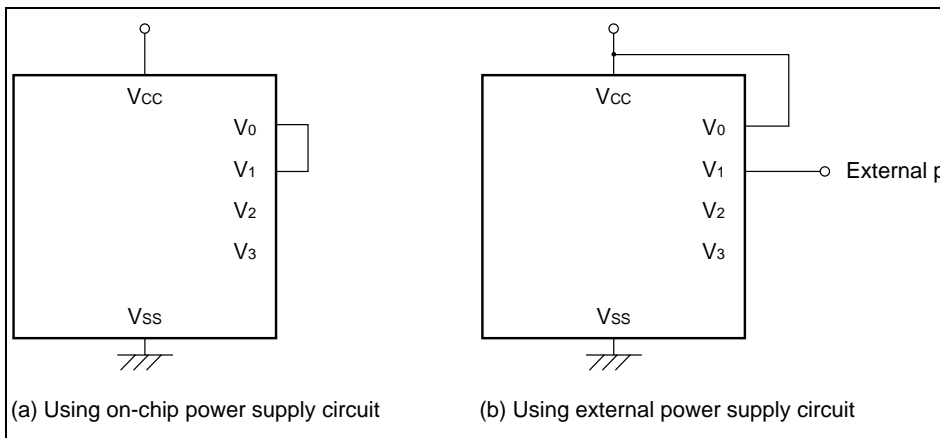 VCC
V0
V1
V2
V3
VSS
(a) Using on-chip power supply circuit
VCC
V0
V1
External
V2
V3
VSS
(b) Using external power supply circuit